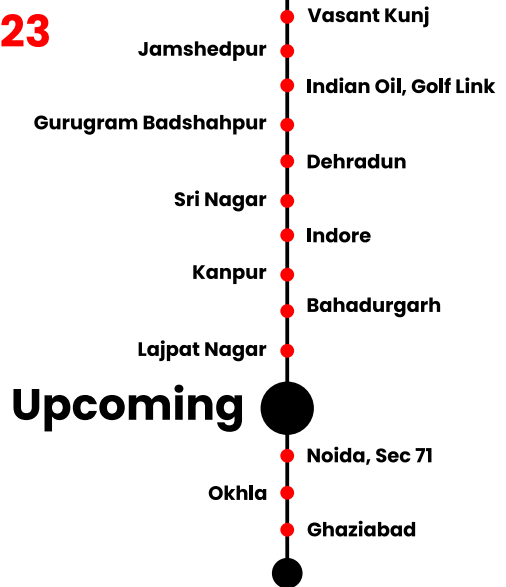 Vasant Kunj
23
Jamshedpur
Indian Oil, Golf Link
Gurugram Badshahpur
Dehradun
Sri Nagar
Indore
Kanpur
Bahadurgarh
Lajpat Nagar
Upcoming
Noida, Sec 71
Okhla
Ghaziabad